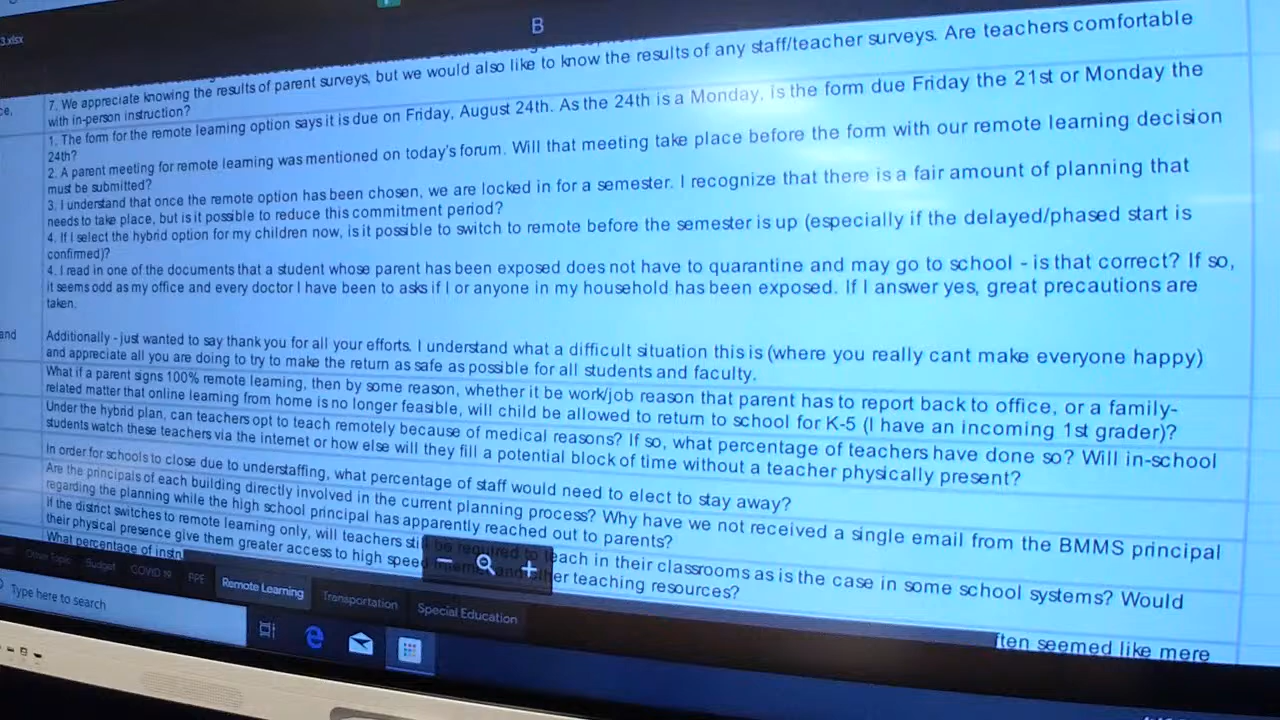 3.xlsx
B
7. We appreciate knowing the results of parent surveys, but we would also like to know the results of any staff/teacher surveys. Are teachers comfortable
with in-person instruction?
1. The form for the remote learning option says it is due on Friday, August 24th. As the 24th is a Monday, is the form due Friday the 21st or Monday the
24th?
2. A parent meeting for remote learning was mentioned on today's forum. Will that meeting take place before the form with our remote learning decision
must be submitted?
3. I understand that once the remote option has been chosen, we are locked in for a semester. I recognize that there is a fair amount of planning that
needs to take place, but is it possible to reduce this commitment period?
4. If I select the hybrid option for my children now, is it possible to switch to remote before the semester is up (especially if the delayed/phased start is
confirmed)?
4. I read in one of the documents that a student whose parent has been exposed does not have to quarantine and may go to school - is that correct? If so,
it seems odd as my office and every doctor I have been to asks if I or anyone in my household has been exposed. If I answer yes, great precautions are
taken.
and
Additionally - just wanted to say thank you for all your efforts. I understand what a difficult situation this is (where you really cant make everyone happy)
and appreciate all you are doing to try to make the return as safe as possible for all students and faculty.
What if a parent signs 100% remote learning, then by some reason, whether it be work/job reason that parent has to report back to office, or a family-
related matter that online learning from home is no longer feasible, will child be allowed to return to school for K-5 (I have an incoming 1st grader)?
Under the hybrid plan, can teachers opt to teach remotely because of medical reasons? If so, what percentage of teachers have done so? Will in-school
students watch these teachers via the internet or how else will they fill a potential block of time without a teacher physically present?
In order for schools to close due to understaffing, what percentage of staff would need to elect to stay away?
Are the principals of each building directly involved in the current planning process? Why have we not received a single email from the BMMS principal
regarding the planning while the high school principal has apparently reached out to parents?
If the district switches to remote learning only, will teachers still be required to teach in their classrooms as is the case in some school systems? Would
their physical presence give them greater access to high speed internet and other teaching resources?
What percentage of
ften seemed like mere
Other Topic
Budget
COVID 19
PPE
Remote Learning
Transportation
Special Education
Type here to search